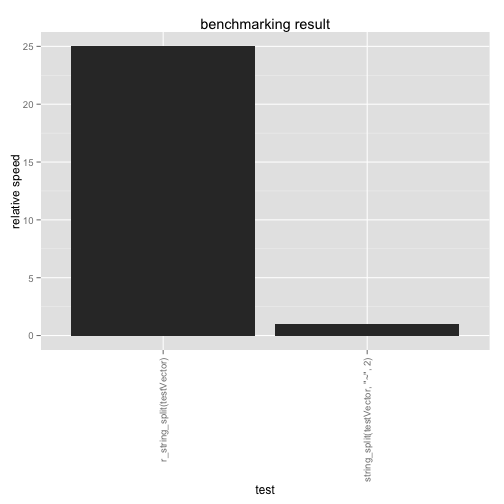 benchmarking result
25
20
15
10
5
0
relative speed
r_string_split(testVector)
string_split(testVector, "~", 2)
test